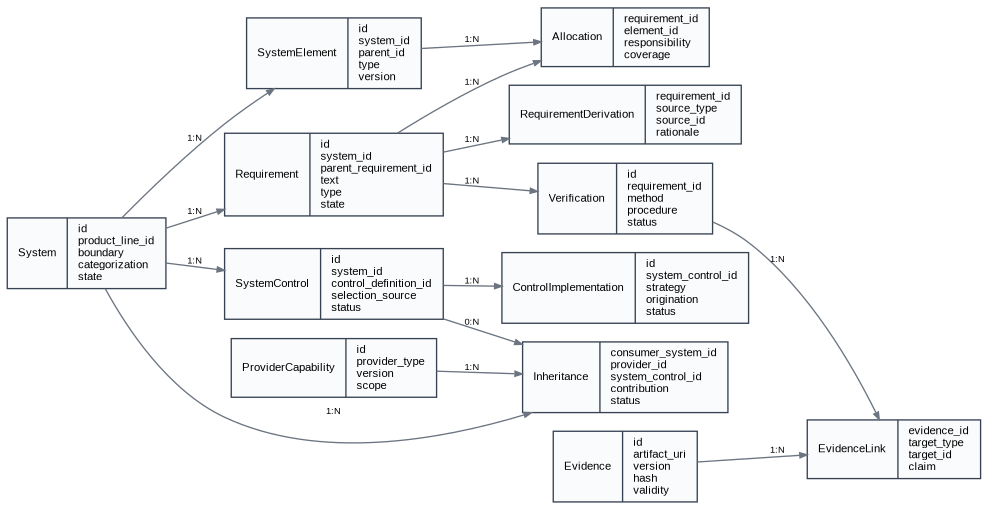 System
id
product_line_id
boundary
categorization
state
1:N
1:N
1:N
1:N
SystemElement
id
system_id
parent_id
type
version
1:N
Requirement
id
system_id
parent_requirement_id
text
type
state
1:N
1:N
1:N
SystemControl
id
system_id
control_definition_id
selection_source
status
1:N
0:N
ProviderCapability
id
provider_type
version
scope
1:N
Allocation
requirement_id
element_id
responsibility
coverage
RequirementDerivation
requirement_id
source_type
source_id
rationale
Verification
id
requirement_id
method
procedure
status
1:N
ControlImplementation
id
system_control_id
strategy
origination
status
Inheritance
consumer_system_id
provider_id
system_control_id
contribution
status
Evidence
id
artifact_uri
version
hash
validity
1:N
EvidenceLink
evidence_id
target_type
target_id
claim